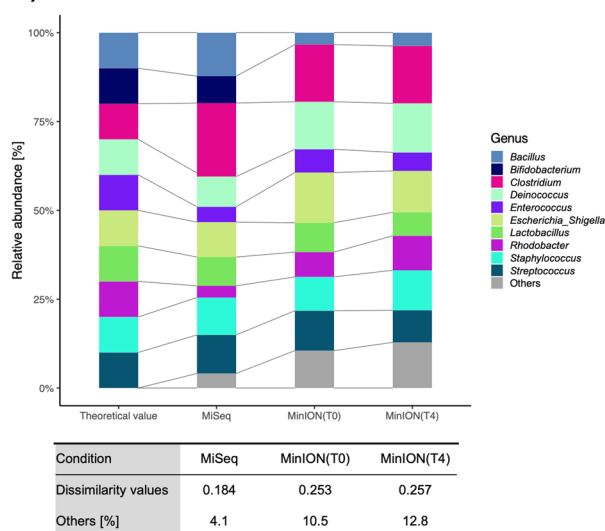 100%
75%
50%
25%
0%
Relative abundance [%]
Theoretical value MiSeq MinION(T0) MinION(T4)
Genus
Bacillus
Bifidobacterium
Clostridium
Deinococcus
Enterococcus
Escherichia_Shigella
Lactobacillus
Rhodobacter
Staphylococcus
Streptococcus
Others
Condition MiSeq MinION(T0) MinION(T4)
Dissimilarity values 0.184 0.253 0.257
Others [%] 4.1 10.5 12.8